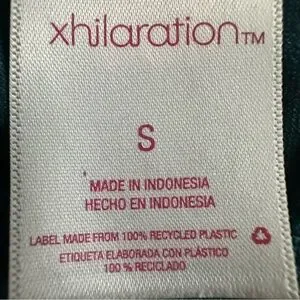 xhilaration™
S
MADE IN INDONESIA
HECHO EN INDONESIA
LABEL MADE FROM 100% RECYCLED PLASTIC
ETIQUETA ELABORADA CON PLÁSTICO
100 % RECICLADO